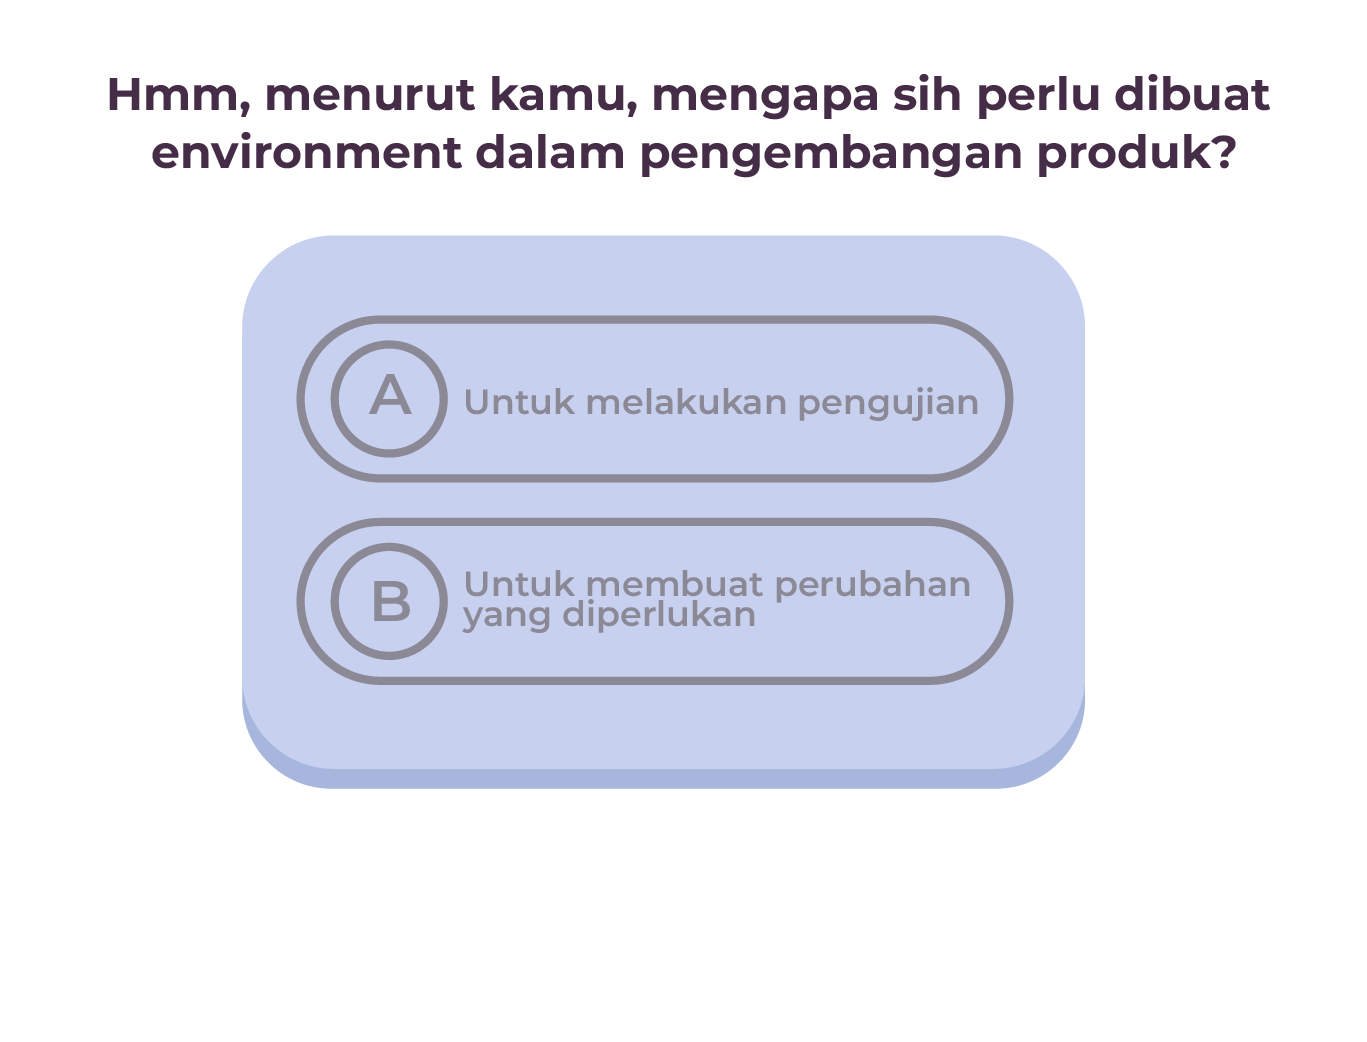 Hmm, menurut kamu, mengapa sih perlu dibuat
environment dalam pengembangan produk?
A
Untuk melakukan pengujian
B
Untuk membuat perubahan
yang diperlukan